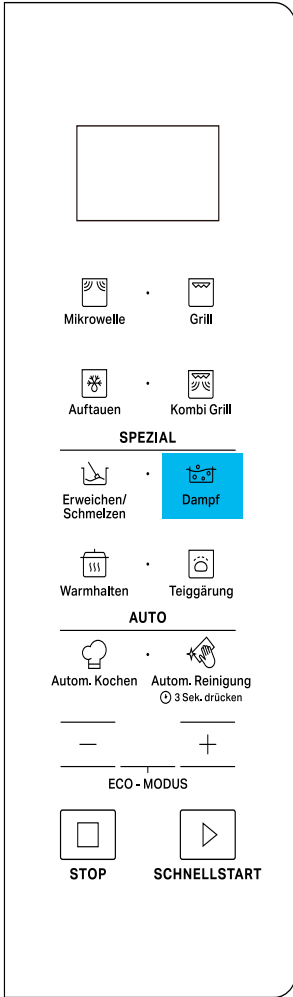 Mikrowelle
Grill
Auftauen
Kombi Grill
SPEZIAL
Erweichen/
Schmelzen
Dampf
Warmhalten
Teiggärung
AUTO
Autom. Kochen
Autom. Reinigung
3 Sek. drücken
ECO - MODUS
STOP
SCHNELLSTART